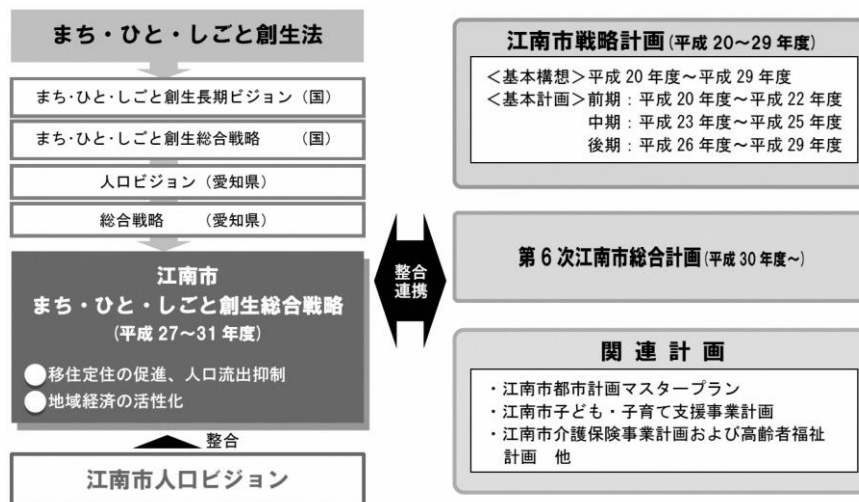 まち・ひと・しごと創生法
まち・ひと・しごと創生長期ビジョン（国）
まち・ひと・しごと創生総合戦略　（国）
人口ビジョン（愛知県）
総合戦略　（愛知県）
江南市
まち・ひと・しごと創生総合戦略
（平成 27～31 年度）
移住定住の促進、人口流出抑制
地域経済の活性化
整合
江南市人口ビジョン
整合
連携
江南市戦略計画（平成 20～29 年度）
＜基本構想＞平成 20 年度～平成 29 年度
＜基本計画＞前期：平成 20 年度～平成 22 年度
中期：平成 23 年度～平成 25 年度
後期：平成 26 年度～平成 29 年度
第 6 次江南市総合計画（平成 30 年度～）
関 連 計 画
・江南市都市計画マスタープラン
・江南市子ども・子育て支援事業計画
・江南市介護保険事業計画および高齢者福祉
計画　他